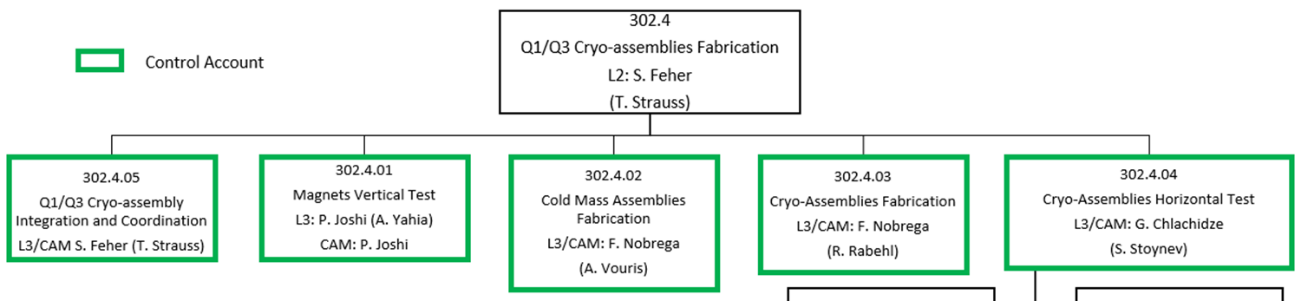 302.4
Q1/Q3 Cryo-assemblies Fabrication
L2: S. Feher
(T. Strauss)
Control Account
302.4.05
Q1/Q3 Cryo-assembly
Integration and Coordination
L3/CAM S. Feher (T. Strauss)
302.4.01
Magnets Vertical Test
L3: P. Joshi (A. Yahia)
CAM: P. Joshi
302.4.02
Cold Mass Assemblies
Fabrication
L3/CAM: F. Nobrega
(A. Vouris)
302.4.03
Cryo-Assemblies Fabrication
L3/CAM: F. Nobrega
(R. Rabehl)
302.4.04
Cryo-Assemblies Horizontal Test
L3/CAM: G. Chlachidze
(S. Stoynev)